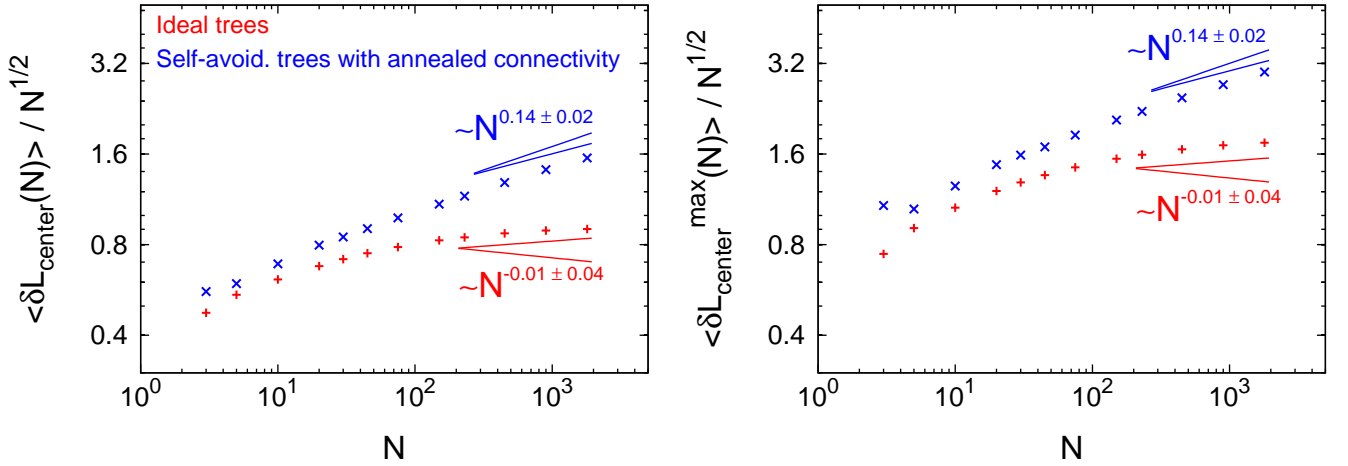 Ideal trees
Self-avoid. trees with annealed connectivity
<δL_center(N)> / N^1/2
3.2
1.6
0.8
0.4
~N^0.14 ± 0.02
~N^-0.01 ± 0.04
10^0
10^1
10^2
10^3
N
<δL_center^max(N)> / N^1/2
3.2
1.6
0.8
0.4
~N^0.14 ± 0.02
~N^-0.01 ± 0.04
10^0
10^1
10^2
10^3
N